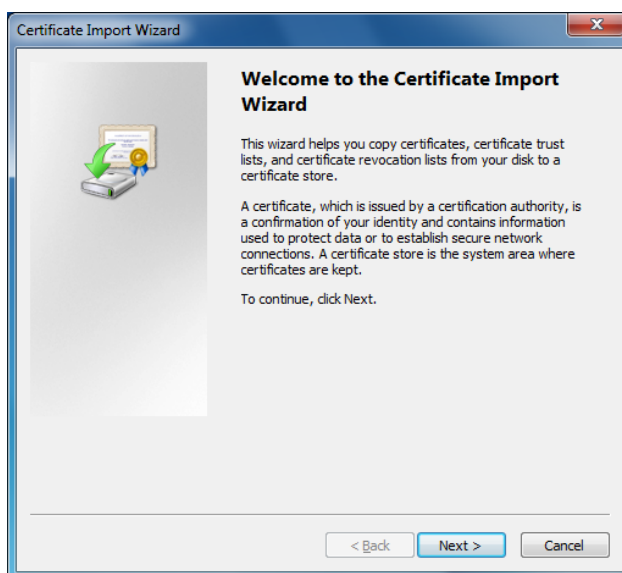 Certificate Import Wizard
X
Welcome to the Certificate Import
Wizard
This wizard helps you copy certificates, certificate trust
lists, and certificate revocation lists from your disk to a
certificate store.
A certificate, which is issued by a certification authority, is
a confirmation of your identity and contains information
used to protect data or to establish secure network
connections. A certificate store is the system area where
certificates are kept.
To continue, click Next.
< Back Next > Cancel